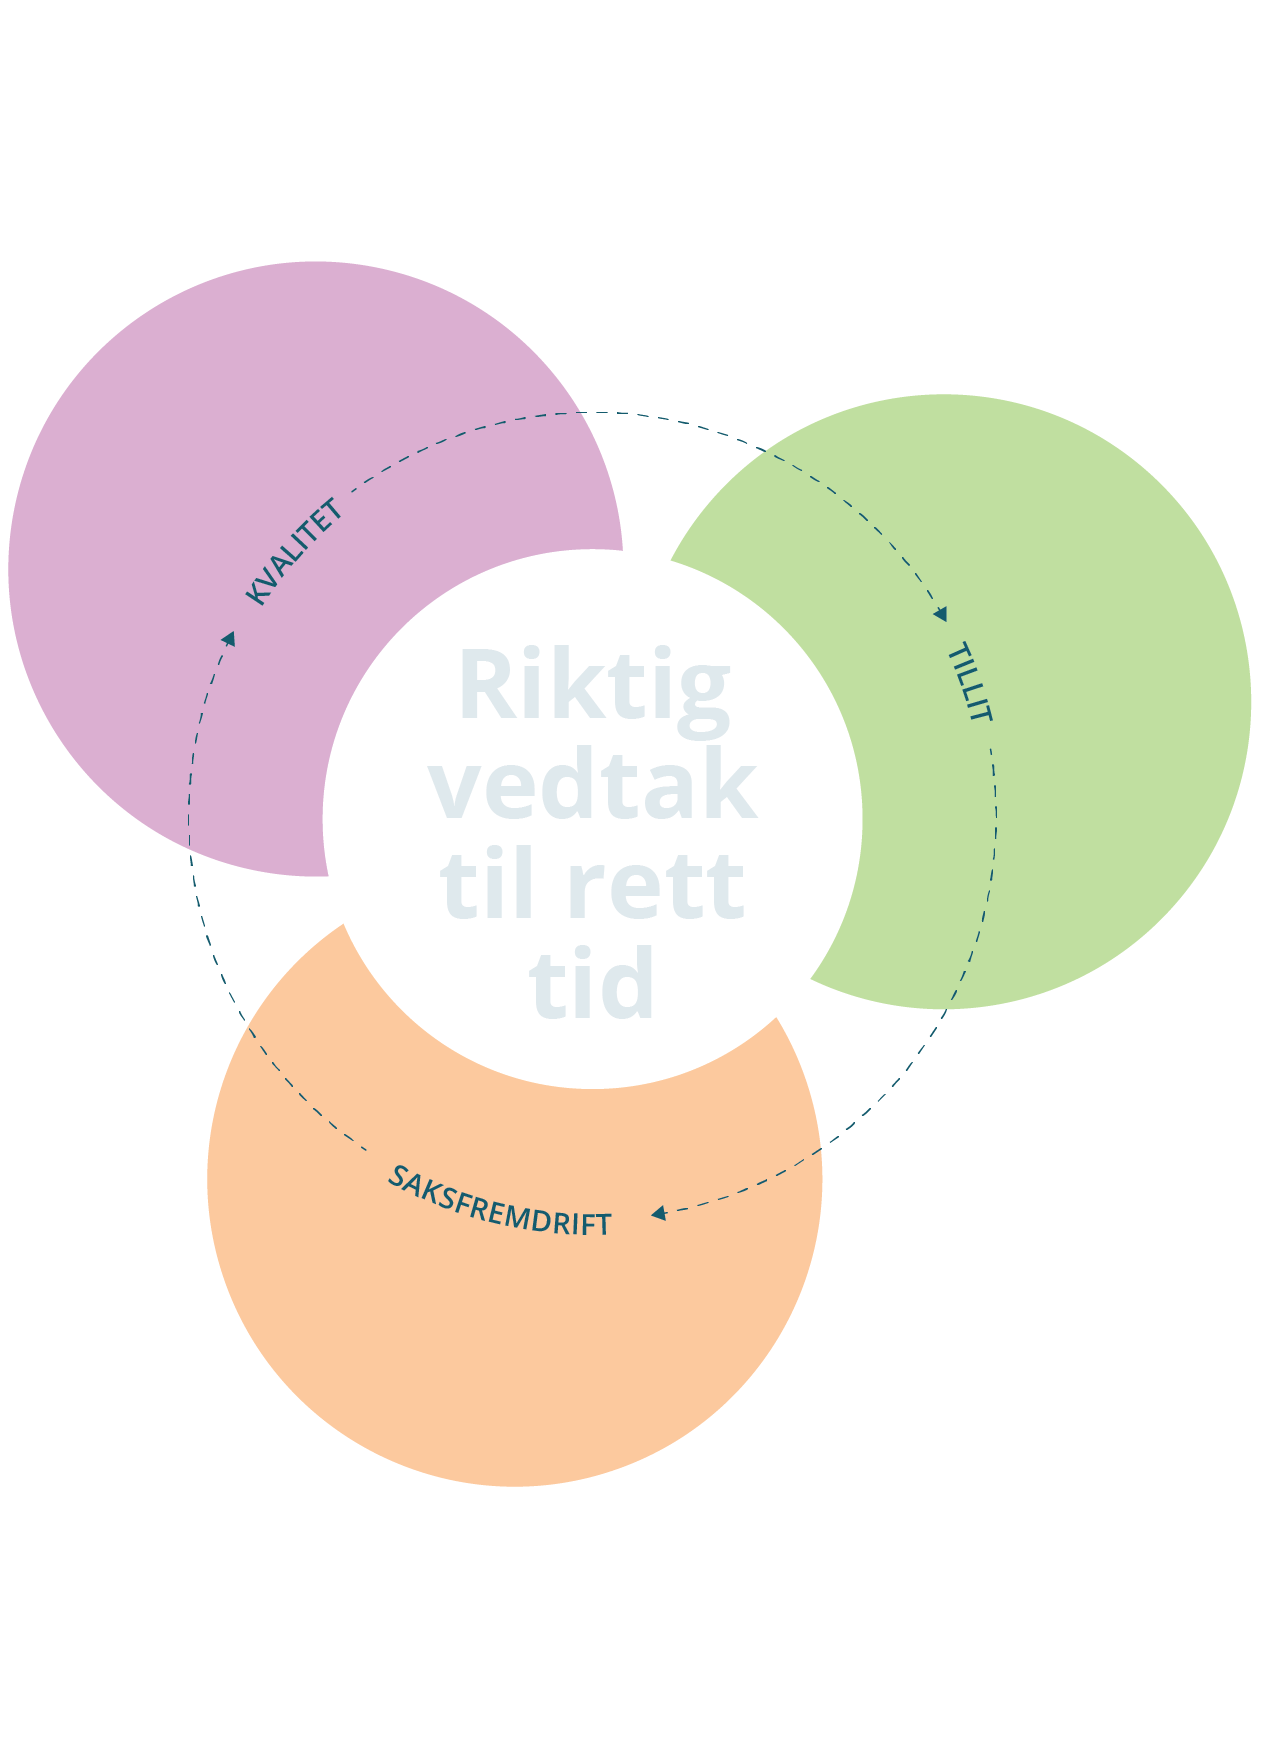 KVALITET
TILLIT
Riktig
vedtak
til rett
tid
SAKSFREMDRIFT